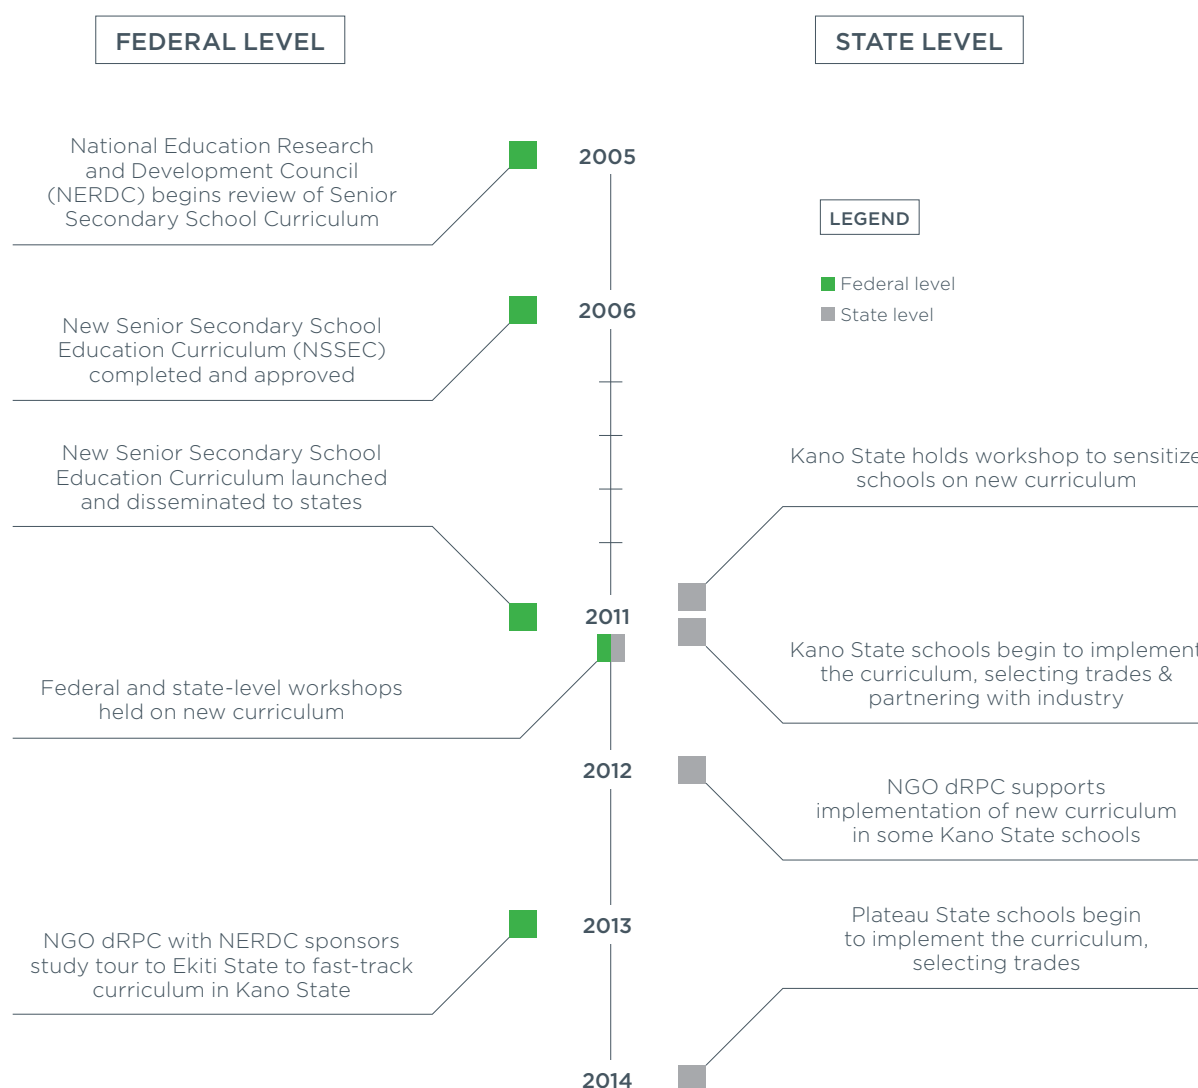 FEDERAL LEVEL
STATE LEVEL
National Education Research
and Development Council
(NERDC) begins review of Senior
Secondary School Curriculum
2005
LEGEND
Federal level
State level
New Senior Secondary School
Education Curriculum (NSSEC)
completed and approved
2006
New Senior Secondary School
Education Curriculum launched
and disseminated to states
Kano State holds workshop to sensitize
schools on new curriculum
2011
Kano State schools begin to implement
the curriculum, selecting trades &
partnering with industry
Federal and state-level workshops
held on new curriculum
2012
NGO dRPC supports
implementation of new curriculum
in some Kano State schools
2013
NGO dRPC with NERDC sponsors
study tour to Ekiti State to fast-track
curriculum in Kano State
Plateau State schools begin
to implement the curriculum,
selecting trades
2014